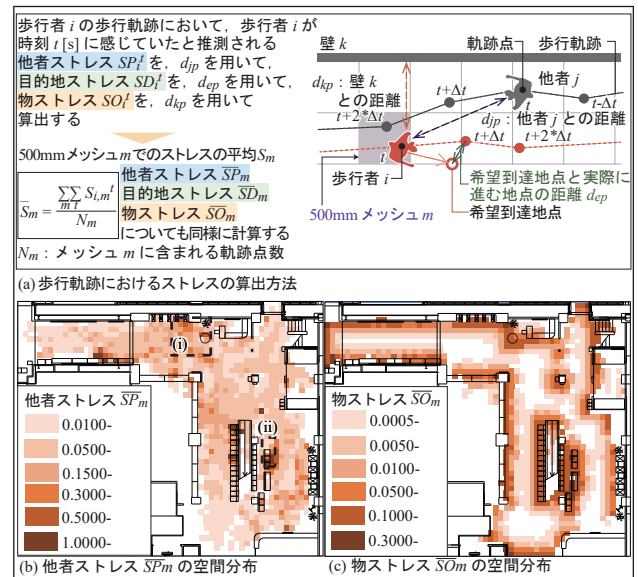 歩行者 i の歩行軌跡において，歩行者 i が
時刻 t [s] に感じていたと推測される
他者ストレス SPᵢᵗ を，d_jp を用いて，
目的地ストレス SDᵢᵗ を，d_ep を用いて，
物ストレス SOᵢᵗ を，d_kp を用いて
算出する
500mm メッシュ m でのストレスの平均 S_m
S̄_m = ΣΣ S_{i,m}^t / N_m
m t
他者ストレス S̄P̄_m
目的地ストレス S̄D̄_m
物ストレス S̄Ō_m
についても同様に計算する
N_m：メッシュ m に含まれる軌跡点数
壁 k
軌跡点
歩行軌跡
d_kp：壁 k
との距離
t+2*Δt
t+Δt
他者 j
t
t-Δt
d_jp：他者 j との距離
t+Δt
t+2*Δt
t
歩行者 i
希望到達地点と実際に
進む地点の距離 d_ep
希望到達地点
500mm メッシュ m
(a) 歩行軌跡におけるストレスの算出方法
(i)
(ii)
他者ストレス S̄P̄_m
0.0100-
0.0500-
0.1500-
0.3000-
0.5000-
1.0000-
(b) 他者ストレス S̄P̄m の空間分布
物ストレス S̄Ō_m
0.0005-
0.0050-
0.0100-
0.0500-
0.1000-
0.3000-
(c) 物ストレス S̄Ōm の空間分布